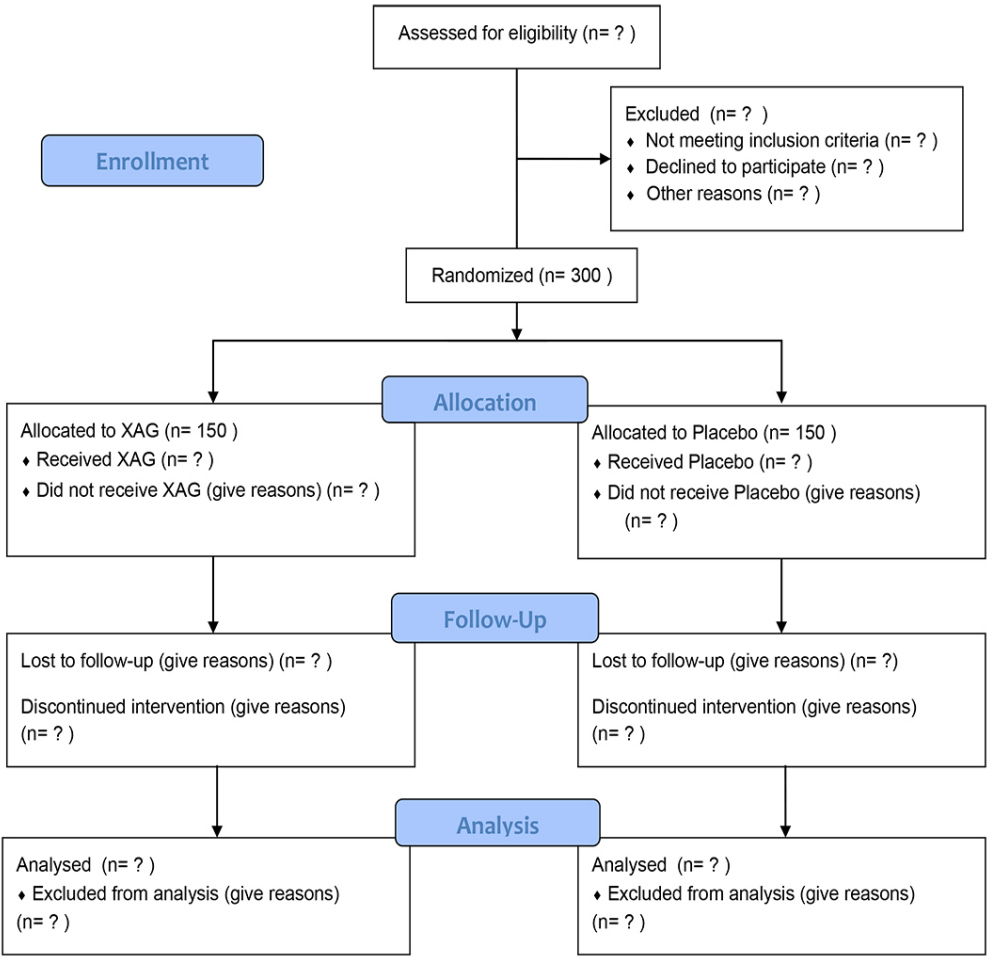 Assessed for eligibility (n= ? )
Excluded (n= ? )
♦ Not meeting inclusion criteria (n= ? )
♦ Declined to participate (n= ? )
♦ Other reasons (n= ? )
Enrollment
Randomized (n= 300 )
Allocation
Allocated to XAG (n= 150 )
♦ Received XAG (n= ? )
♦ Did not receive XAG (give reasons) (n= ? )
Allocated to Placebo (n= 150 )
♦ Received Placebo (n= ? )
♦ Did not receive Placebo (give reasons)
(n= ? )
Follow-Up
Lost to follow-up (give reasons) (n= ? )
Discontinued intervention (give reasons)
(n= ? )
Lost to follow-up (give reasons) (n= ?)
Discontinued intervention (give reasons)
(n= ? )
Analysis
Analysed (n= ? )
♦ Excluded from analysis (give reasons)
(n= ? )
Analysed (n= ? )
♦ Excluded from analysis (give reasons)
(n= ? )